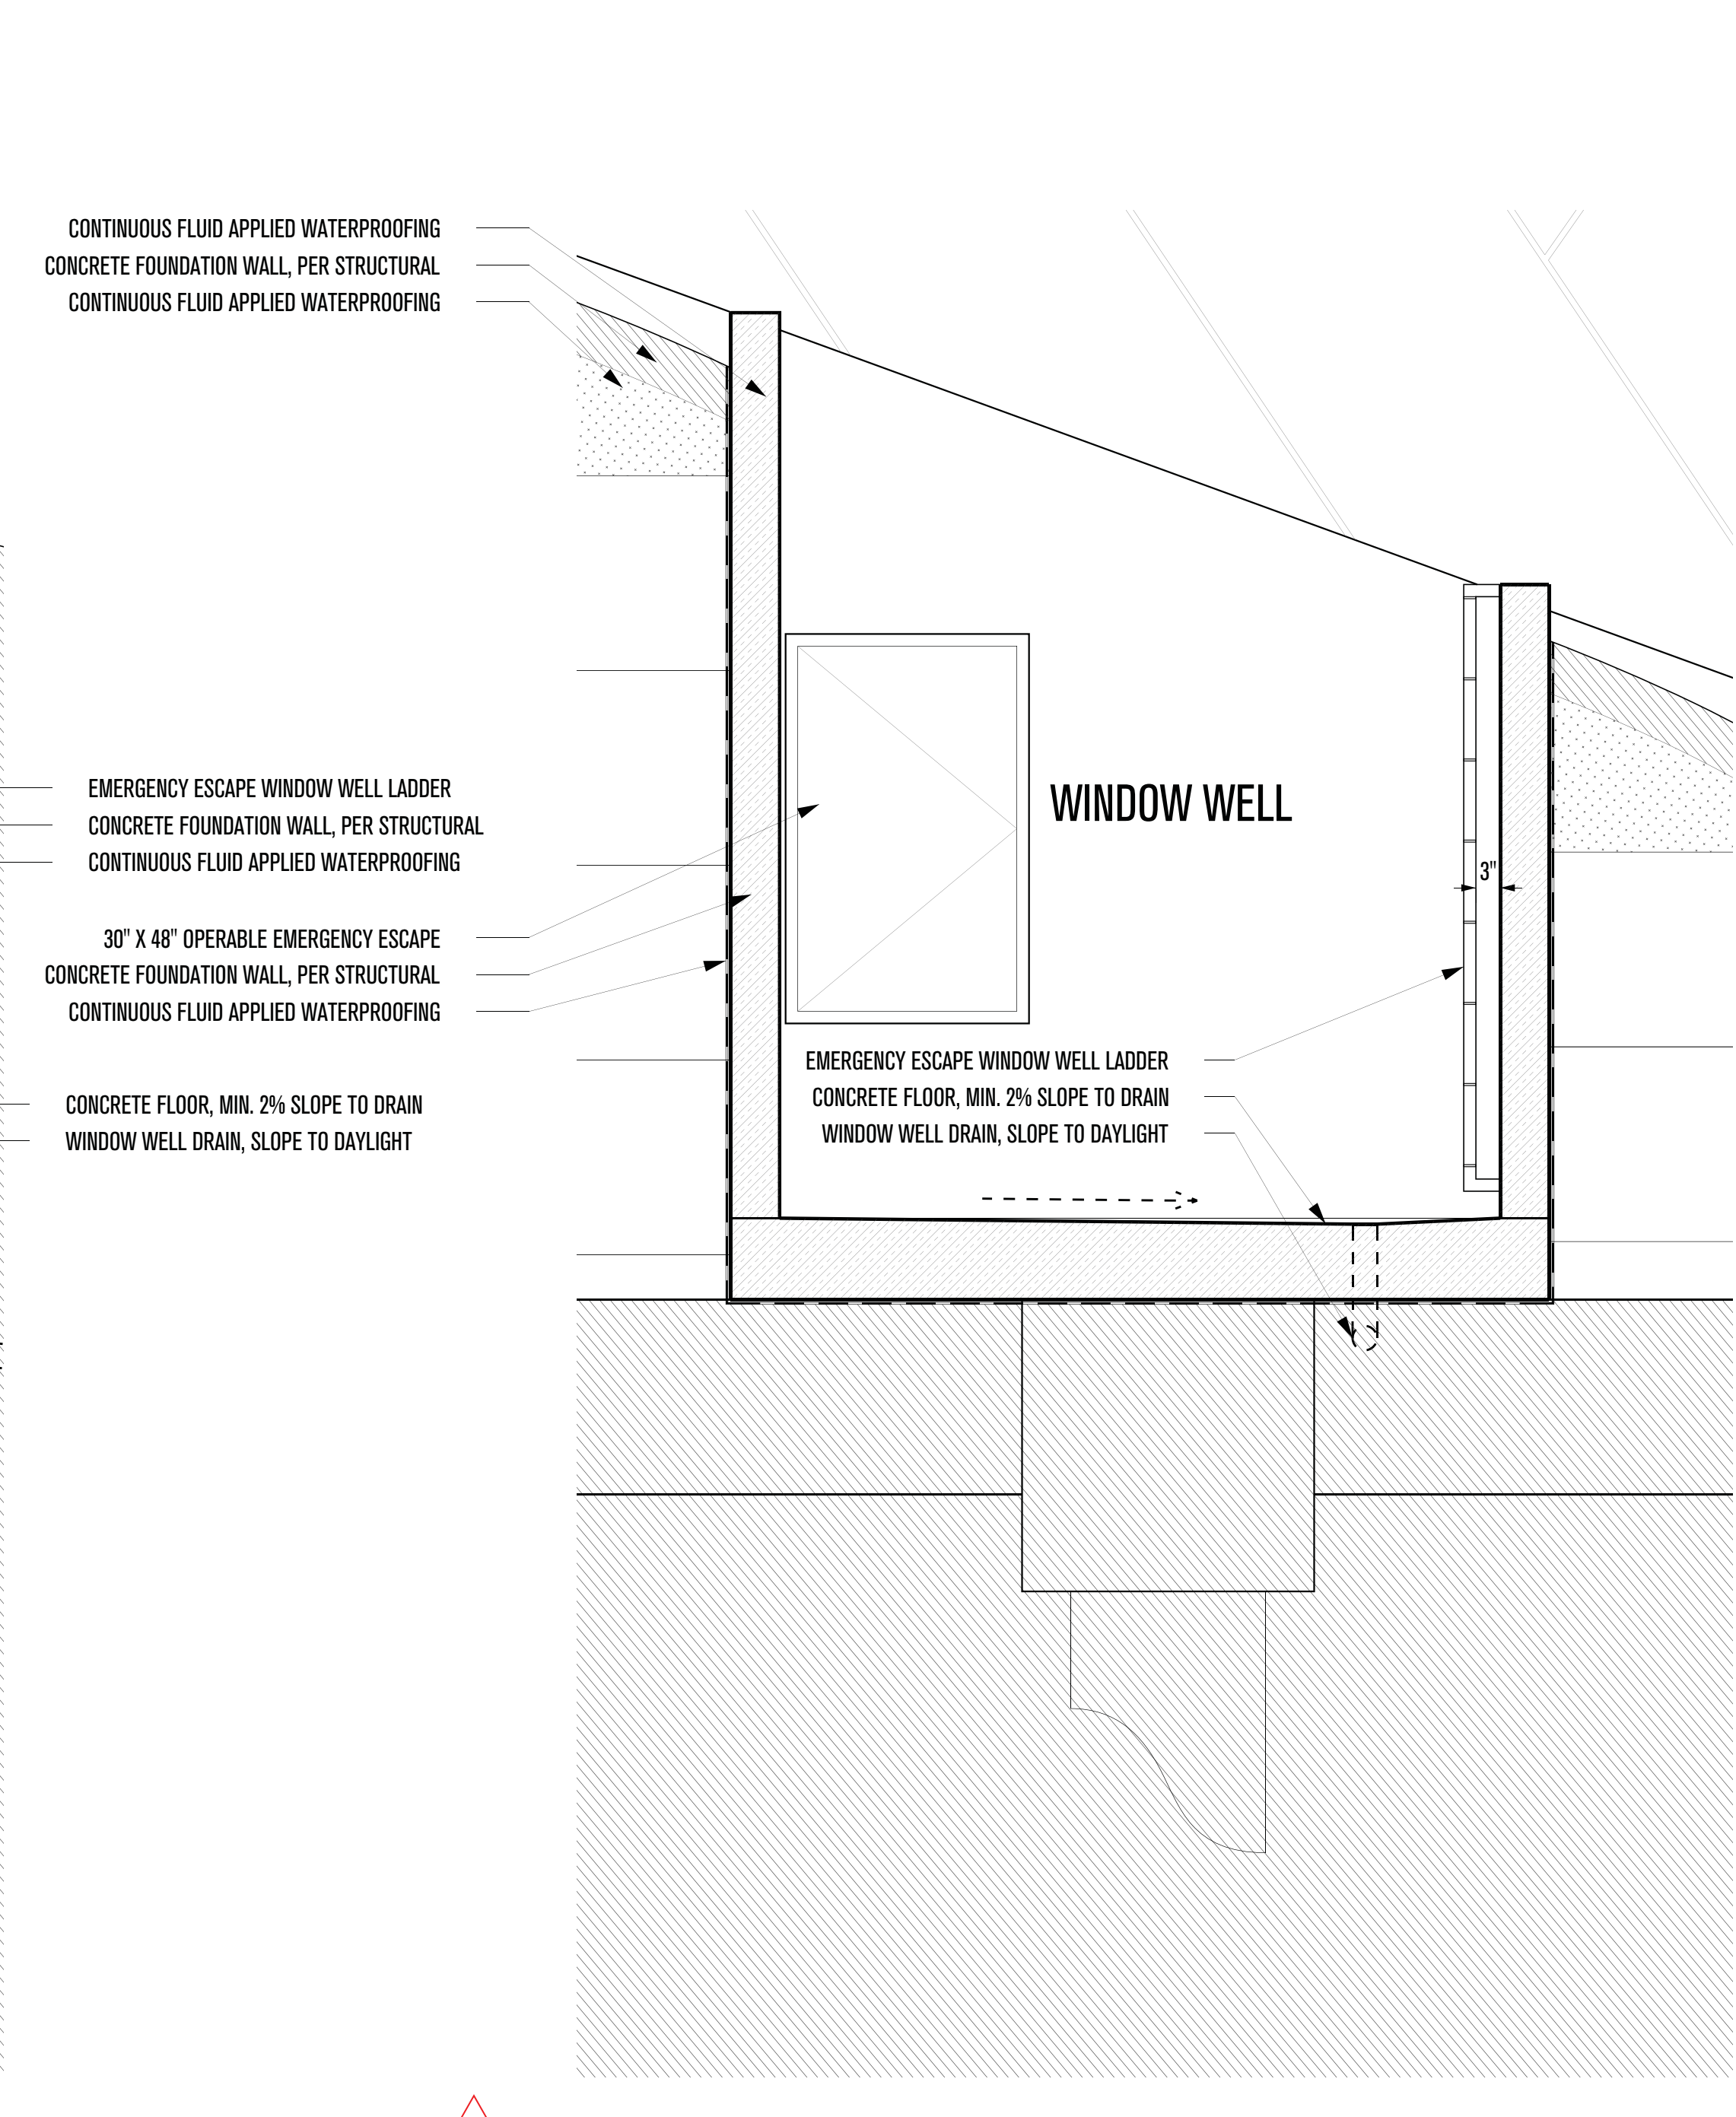 CONTINUOUS FLUID APPLIED WATERPROOFING
CONCRETE FOUNDATION WALL, PER STRUCTURAL
CONTINUOUS FLUID APPLIED WATERPROOFING
EMERGENCY ESCAPE WINDOW WELL LADDER
CONCRETE FOUNDATION WALL, PER STRUCTURAL
CONTINUOUS FLUID APPLIED WATERPROOFING
30" X 48" OPERABLE EMERGENCY ESCAPE
CONCRETE FOUNDATION WALL, PER STRUCTURAL
CONTINUOUS FLUID APPLIED WATERPROOFING
CONCRETE FLOOR, MIN. 2% SLOPE TO DRAIN
WINDOW WELL DRAIN, SLOPE TO DAYLIGHT
WINDOW WELL
3"
EMERGENCY ESCAPE WINDOW WELL LADDER
CONCRETE FLOOR, MIN. 2% SLOPE TO DRAIN
WINDOW WELL DRAIN, SLOPE TO DAYLIGHT